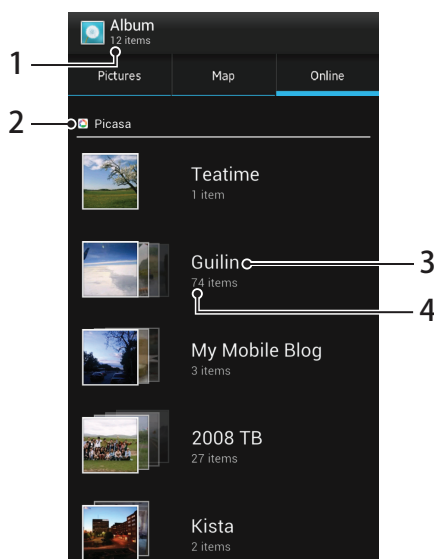 Album
12 items
1
Pictures Map Online
2
Picasa
Teatime
1 item
Guilin
3
74 items
4
My Mobile Blog
3 items
2008 TB
27 items
Kista
2 items